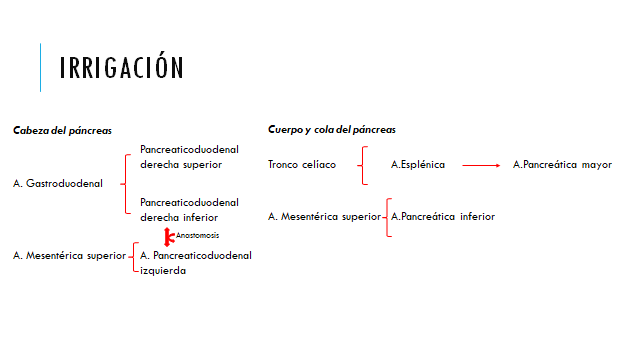 IRRIGACIÓN
Cabeza del páncreas
A. Gastroduodenal
Pancreaticoduodenal
derecha superior
Pancreaticoduodenal
derecha inferior
Anastomosis
A. Mesentérica superior
A. Pancreaticoduodenal
izquierda
Cuerpo y cola del páncreas
Tronco celíaco
A.Esplénica
A.Pancreática mayor
A. Mesentérica superior
A.Pancreática inferior